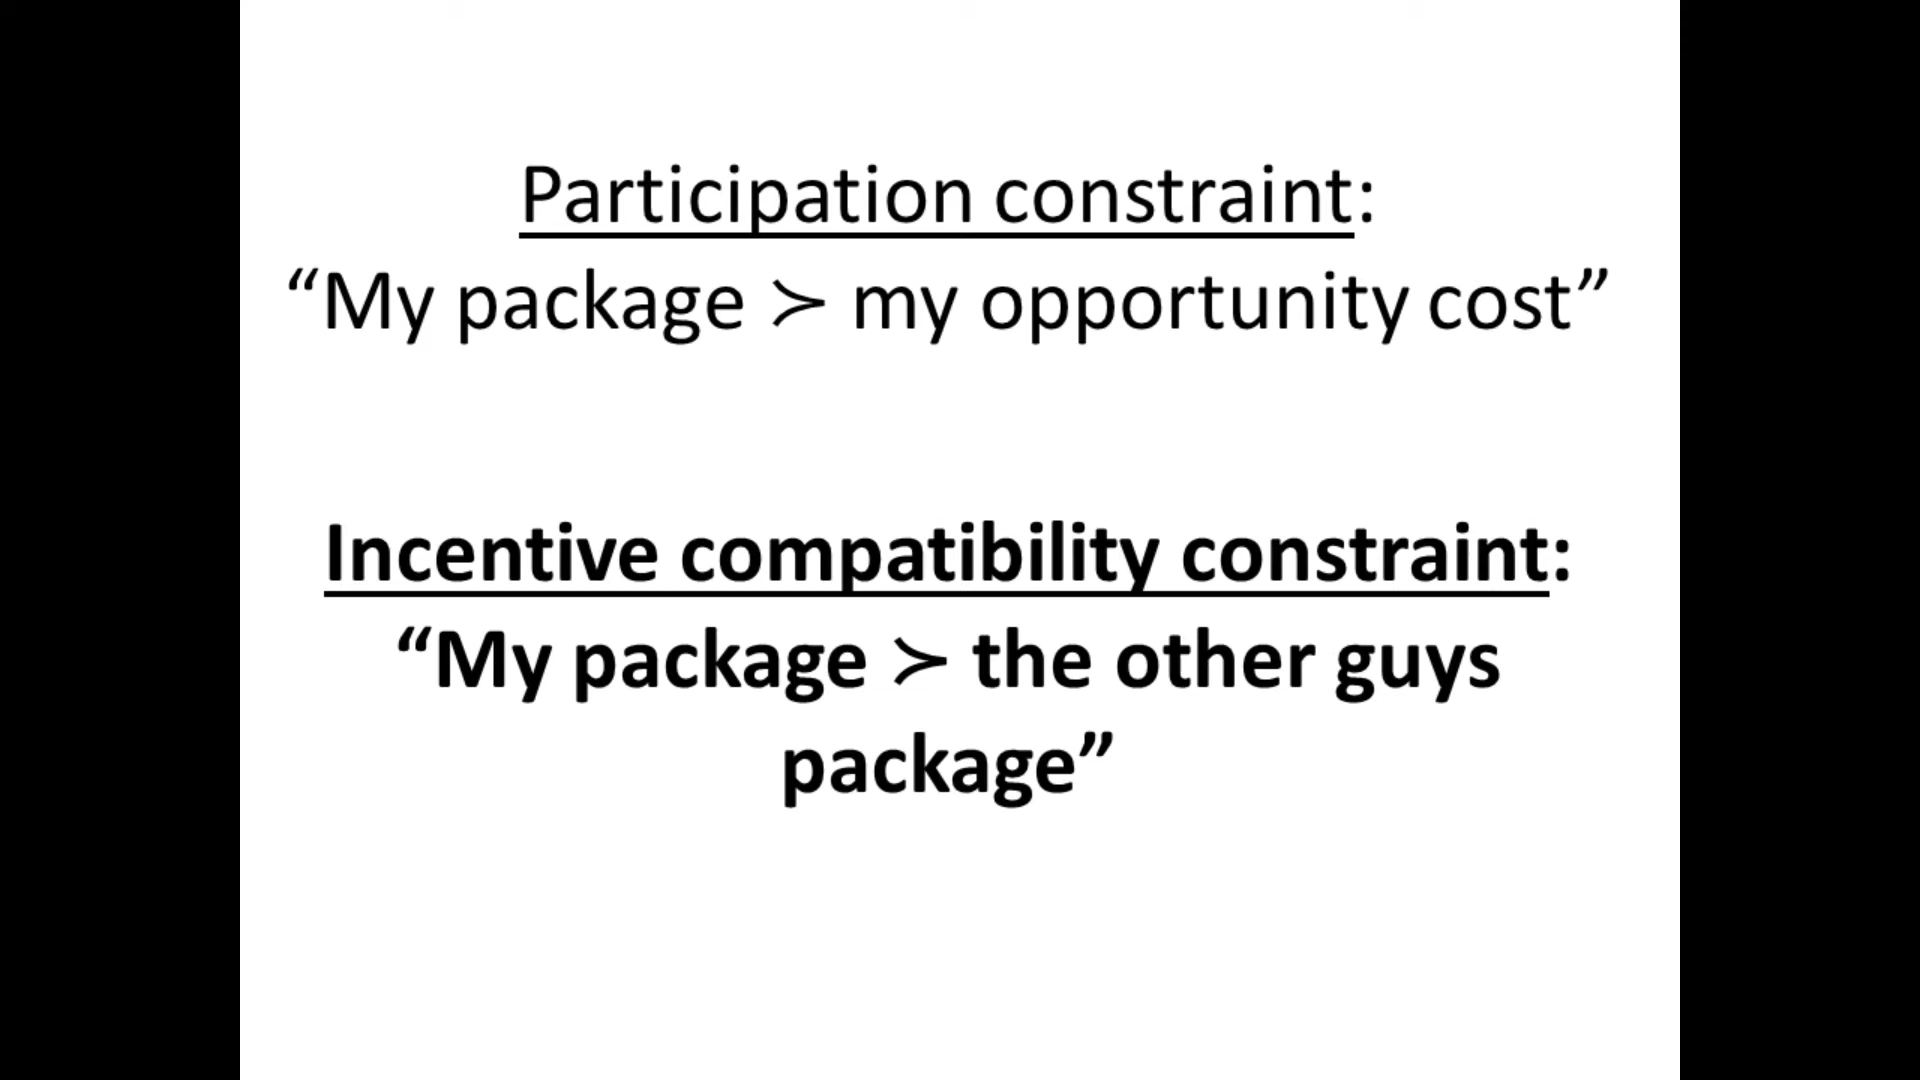 Participation constraint:
“My package ≻ my opportunity cost”
Incentive compatibility constraint:
“My package ≻ the other guys
package”